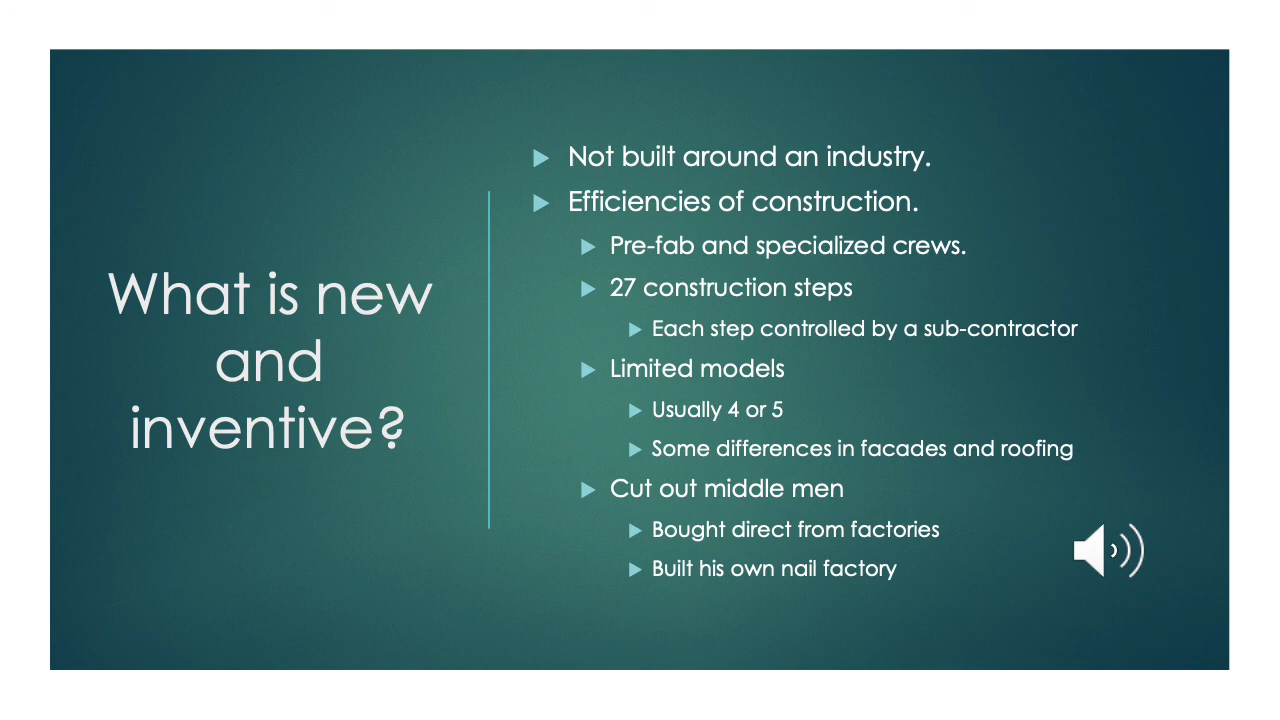 What is new
and
inventive?
Not built around an industry.
Efficiencies of construction.
Pre-fab and specialized crews.
27 construction steps
Each step controlled by a sub-contractor
Limited models
Usually 4 or 5
Some differences in facades and roofing
Cut out middle men
Bought direct from factories
Built his own nail factory